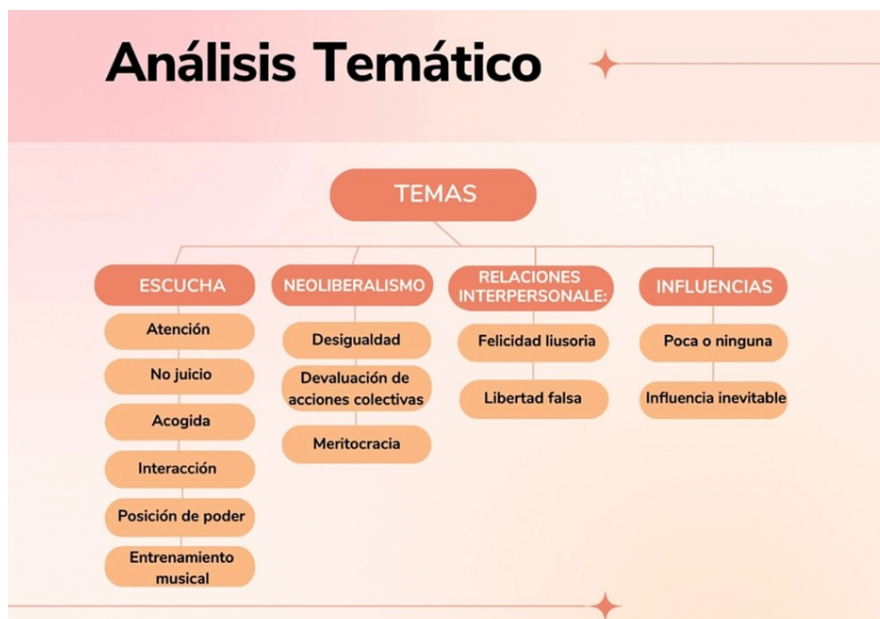 Análisis Temático
TEMAS
ESCUCHA
Atención
No juicio
Acogida
Interacción
Posición de poder
Entrenamiento
musical
NEOLIBERALISMO
Desigualdad
Devaluación de
acciones colectivas
Meritocracia
RELACIONES
INTERPERSONALE:
Felicidad liusoria
Libertad falsa
INFLUENCIAS
Poca o ninguna
Influencia inevitable